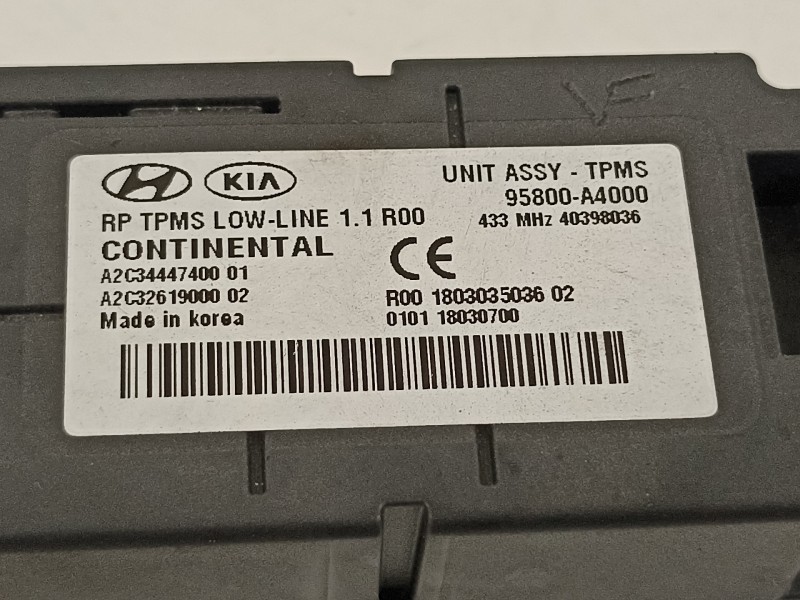 KIA
UNIT ASSY - TPMS
95800-A4000
RP TPMS LOW-LINE 1.1 R00
433 MHz 40398036
CONTINENTAL
CE
A2C34447400 01
A2C32619000 02
R00 1803035036 02
Made in korea
0101 18030700